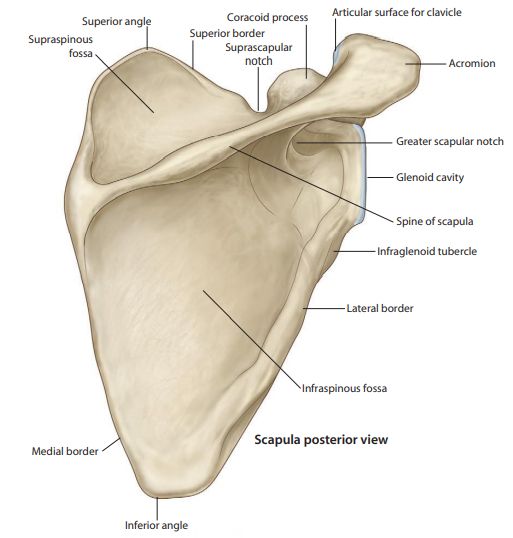 Articular surface for clavicle
Coracoid process
Superior angle
Superior border
Supraspinous
fossa
Suprascapular
notch
Acromion
Greater scapular notch
Glenoid cavity
Spine of scapula
Infraglenoid tubercle
Lateral border
Infraspinous fossa
Scapula posterior view
Medial border
Inferior angle